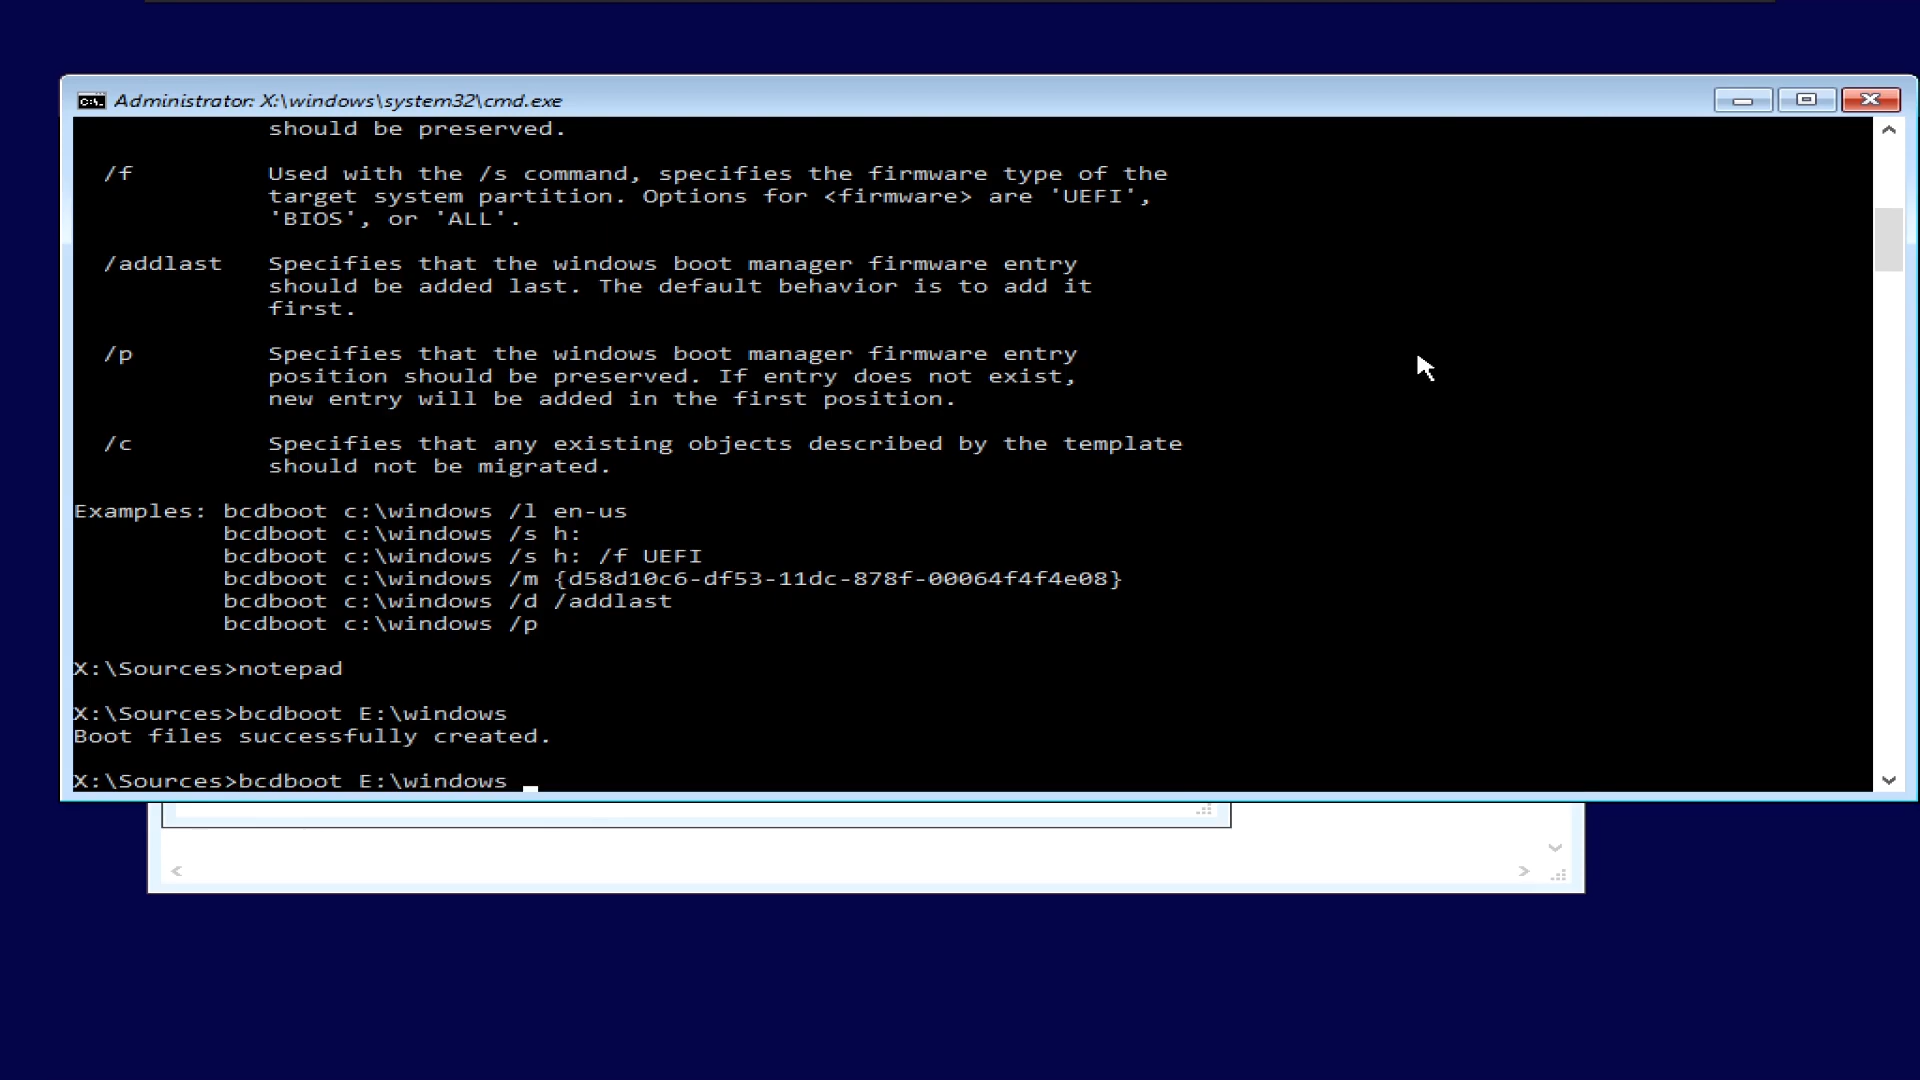 Administrator: X:\windows\system32\cmd.exe
should be preserved.
/f Used with the /s command, specifies the firmware type of the
target system partition. Options for <firmware> are 'UEFI',
'BIOS', or 'ALL'.
/addlast Specifies that the windows boot manager firmware entry
should be added last. The default behavior is to add it
first.
/p Specifies that the windows boot manager firmware entry
position should be preserved. If entry does not exist,
new entry will be added in the first position.
/c Specifies that any existing objects described by the template
should not be migrated.
Examples: bcdboot c:\windows /l en-us
bcdboot c:\windows /s h:
bcdboot c:\windows /s h: /f UEFI
bcdboot c:\windows /m {d58d10c6-df53-11dc-878f-00064f4f4e08}
bcdboot c:\windows /d /addlast
bcdboot c:\windows /p
X:\Sources>notepad
X:\Sources>bcdboot E:\windows
Boot files successfully created.
X:\Sources>bcdboot E:\windows _